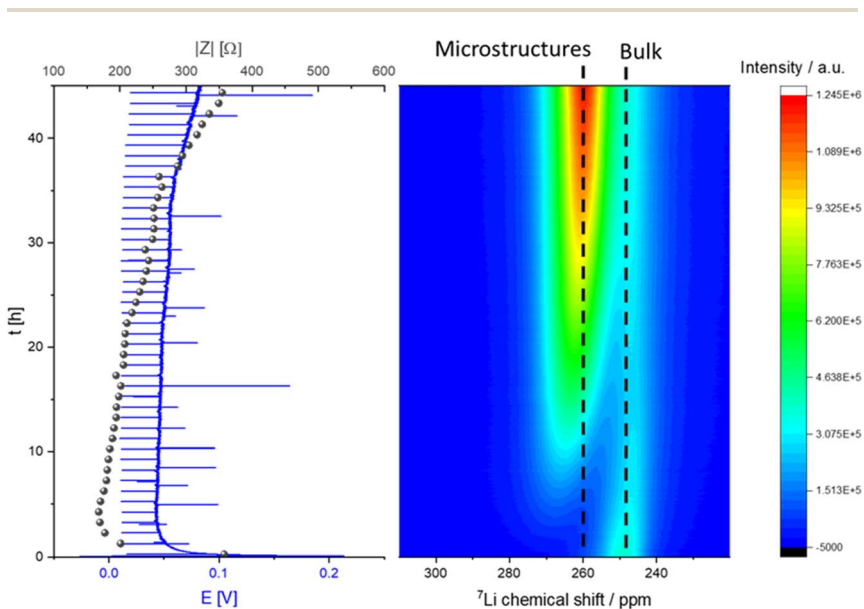 |Z| [Ω]
100 200 300 400 500 600
t [h]
40
30
20
10
0
0.0 0.1 0.2
E [V]
Microstructures Bulk
300 280 260 240
⁷Li chemical shift / ppm
Intensity / a.u.
1.245E+6
1.089E+6
9.325E+5
7.763E+5
6.200E+5
4.638E+5
3.075E+5
1.513E+5
-5000